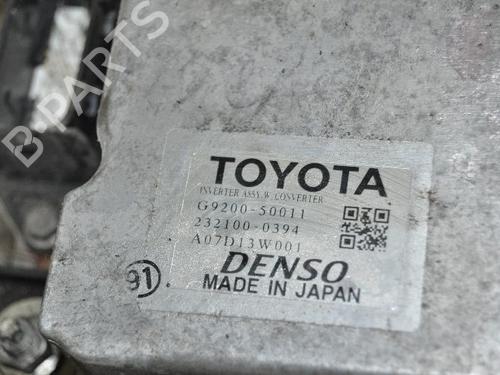 B-PARTS
TOYOTA
INVERTER ASSY, W. CONVERTER
G9200-50011
232100-0394
A07D13W001
DENSO
91
MADE IN JAPAN